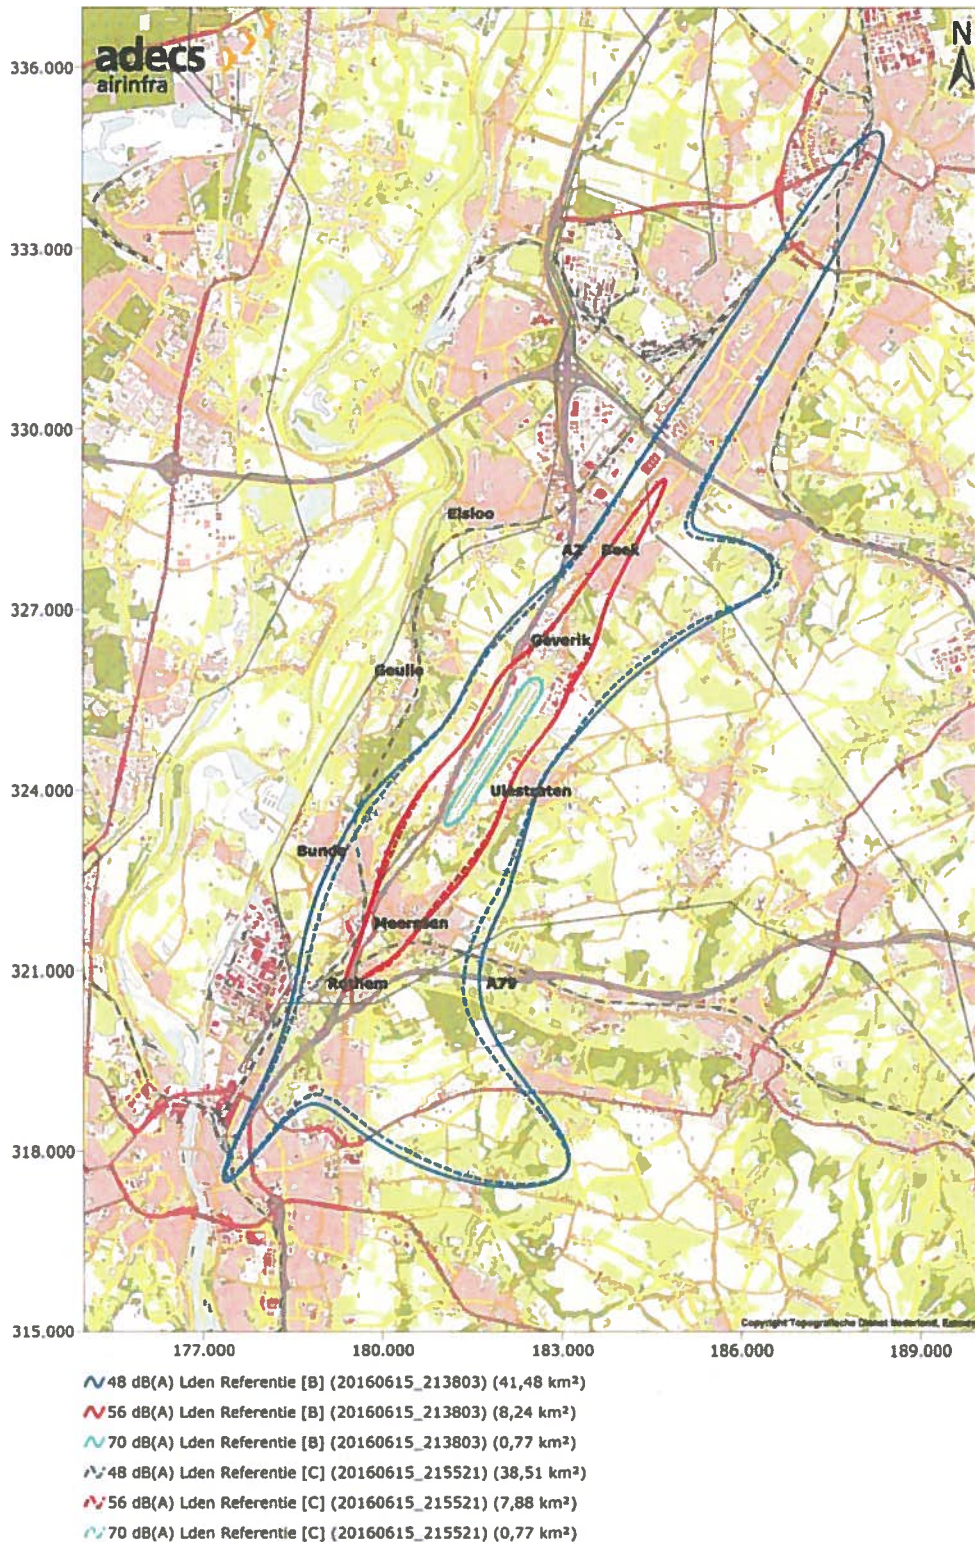 adecs
airinfra
N
336.000
333.000
330.000
Elsloo
A2 Beek
327.000
Geverik
Geulle
324.000
Ulestraten
Bunde
Meerssen
321.000
Rothem
A79
318.000
315.000
Copyright Topografische Dienst Nederland,
177.000 180.000 183.000 186.000 189.000
48 dB(A) Lden Referentie [B] (20160615_213803) (41,48 km²)
56 dB(A) Lden Referentie [B] (20160615_213803) (8,24 km²)
70 dB(A) Lden Referentie [B] (20160615_213803) (0,77 km²)
48 dB(A) Lden Referentie [C] (20160615_215521) (38,51 km²)
56 dB(A) Lden Referentie [C] (20160615_215521) (7,88 km²)
70 dB(A) Lden Referentie [C] (20160615_215521) (0,77 km²)